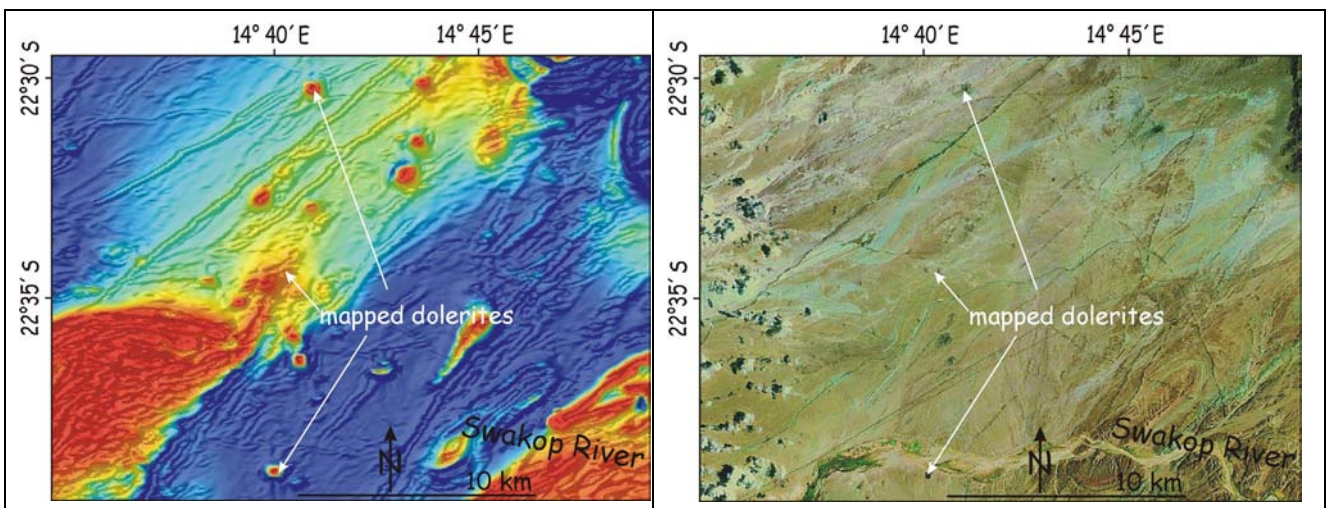 14° 40´ E
14° 45´ E
22°30´ S
22°35´ S
mapped dolerites
Swakop River
N
10 km
14° 40´ E
14° 45´ E
22°30´ S
22°35´ S
mapped dolerites
Swakop River
N
10 km